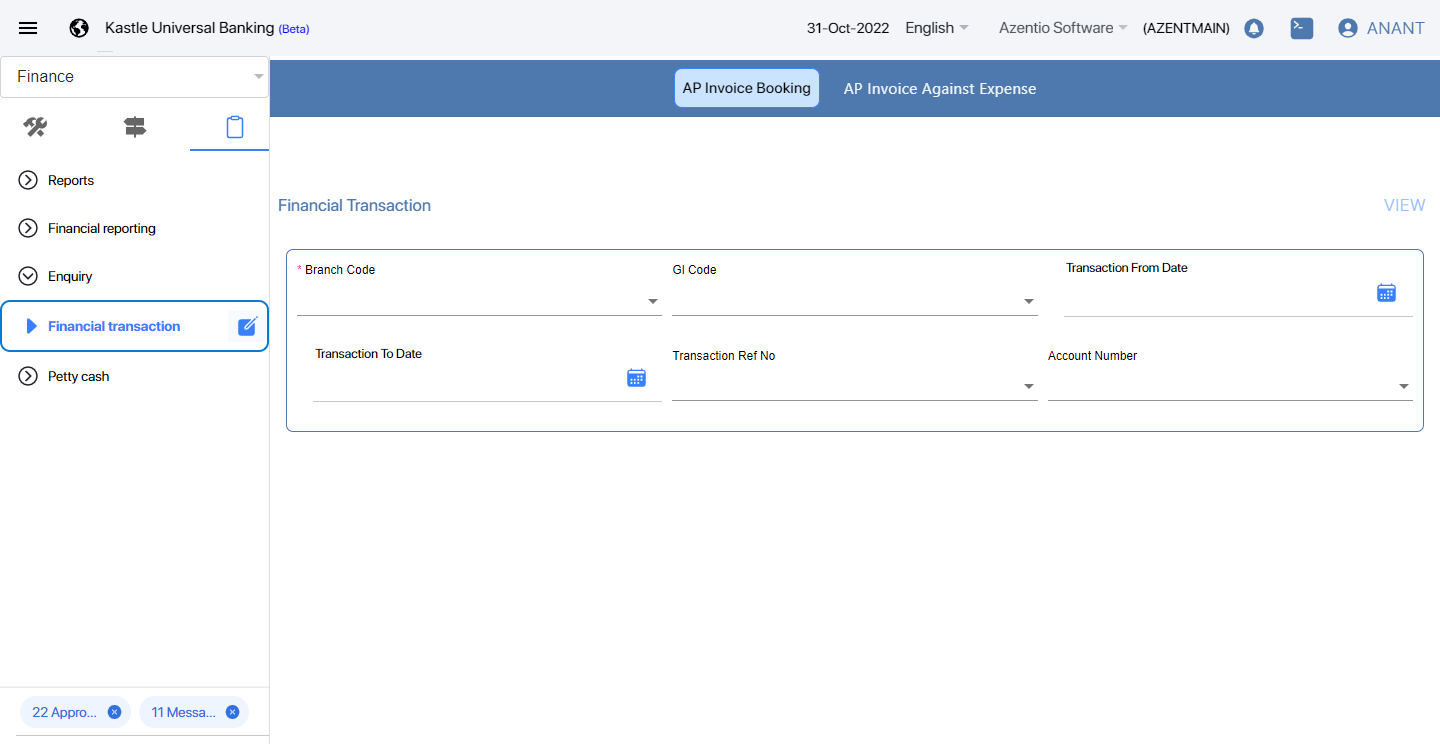 Kastle Universal Banking (Beta)
31-Oct-2022 English Azentio Software (AZENTMAIN) ANANT
Finance
AP Invoice Booking AP Invoice Against Expense
Reports
Financial reporting
Enquiry
Financial transaction
Petty cash
Financial Transaction VIEW
* Branch Code GI Code Transaction From Date
Transaction To Date Transaction Ref No Account Number
22 Appro... 11 Messa...